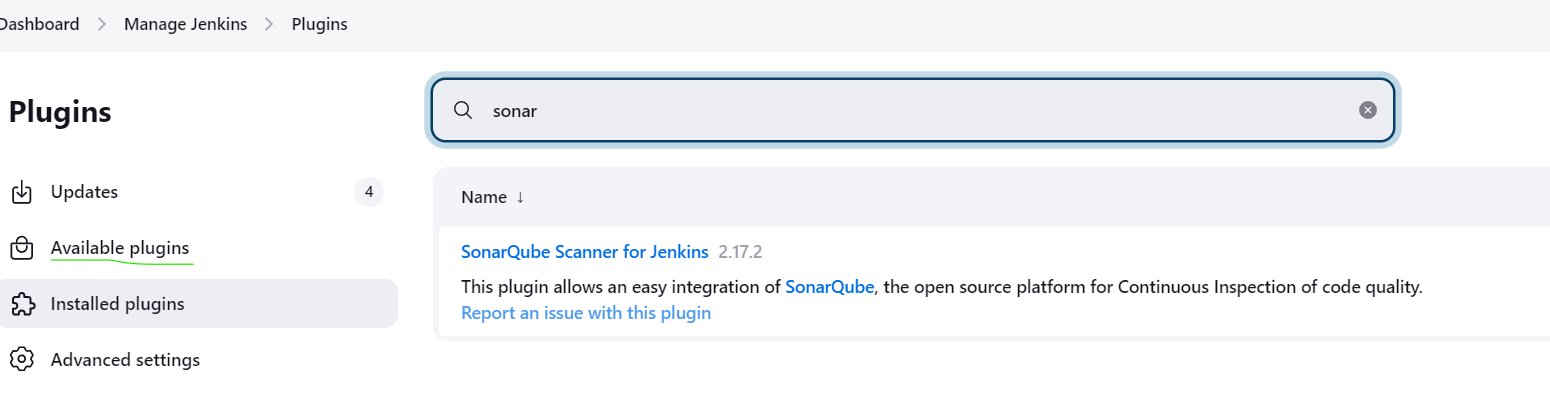 Dashboard > Manage Jenkins > Plugins
Plugins
Updates 4
Available plugins
Installed plugins
Advanced settings
sonar
Name ↓
SonarQube Scanner for Jenkins 2.17.2
This plugin allows an easy integration of SonarQube, the open source platform for Continuous Inspection of code quality.
Report an issue with this plugin